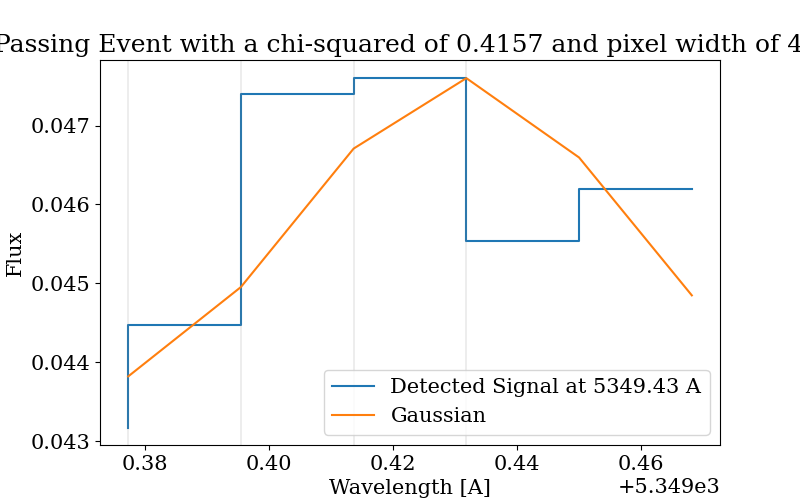 Passing Event with a chi-squared of 0.4157 and pixel width of 4
0.047
0.046
0.045
0.044
0.043
Flux
Detected Signal at 5349.43 A
Gaussian
0.38 0.40 0.42 0.44 0.46
Wavelength [A] +5.349e3